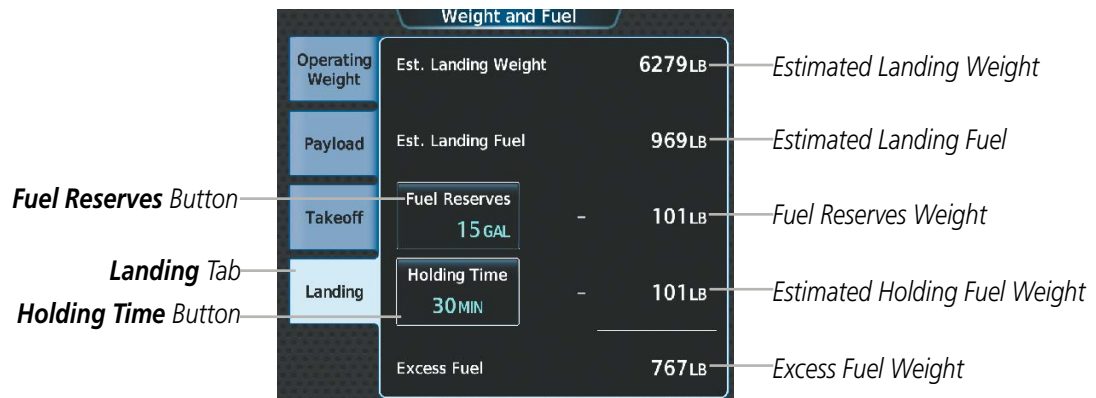 Weight and Fuel
Operating
Weight
Est. Landing Weight 6279LB
Estimated Landing Weight
Payload
Est. Landing Fuel 969LB
Estimated Landing Fuel
Fuel Reserves Button
Takeoff
Fuel Reserves
15 GAL
– 101LB
Fuel Reserves Weight
Landing Tab
Landing
Holding Time Button
Holding Time
30MIN
– 101LB
Estimated Holding Fuel Weight
Excess Fuel 767LB
Excess Fuel Weight